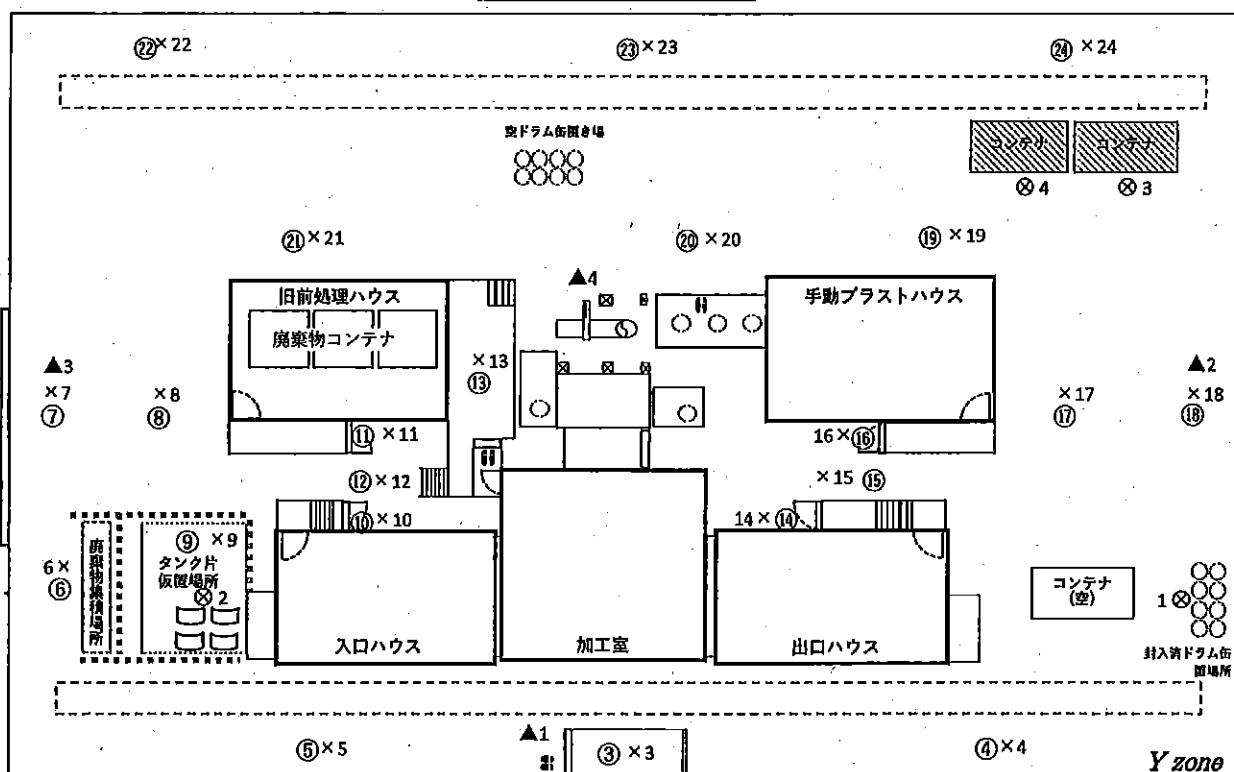 ㉒×22 ㉓×23 ㉔×24
空ドラム缶置き場
コンテナ コンテナ
⊗4 ⊗3
㉑×21 ⑳×20 ⑲×19
▲4
旧前処理ハウス 手動ブラストハウス
廃棄物コンテナ
▲3 ×13 ▲2
×7 ×8 ⑬ ×17 ×18
⑦ ⑧ ⑰ ⑱
⑪×11 16×⑯
⑫×12 ×15 ⑮
⑩×10 14×⑭
⑨ ×9
6× 廃棄物集積場所 タンク片
⑥ 仮置場所
コンテナ
(空)
⊗2 1⊗
入口ハウス 加工室 出口ハウス
封入済ドラム缶
置場所
▲1
⑤×5 ③×3 ④×4
Y zone